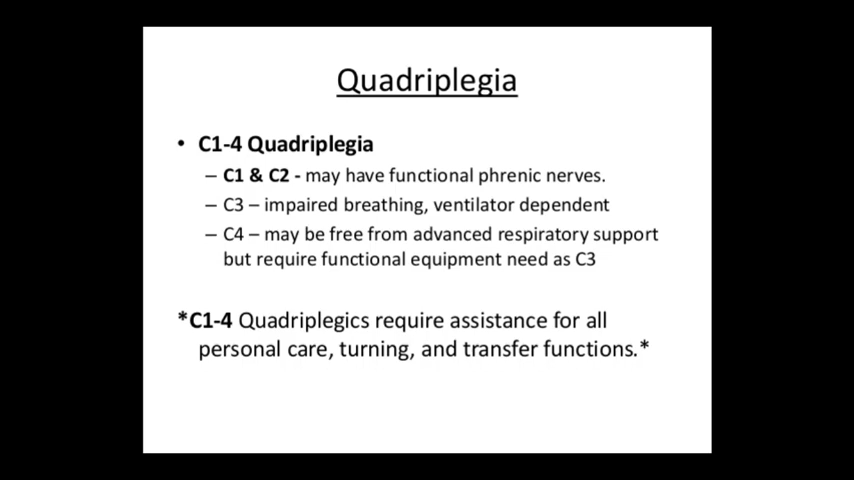 Quadriplegia
• C1-4 Quadriplegia
– C1 & C2 - may have functional phrenic nerves.
– C3 – impaired breathing, ventilator dependent
– C4 – may be free from advanced respiratory support
but require functional equipment need as C3
*C1-4 Quadriplegics require assistance for all
personal care, turning, and transfer functions.*